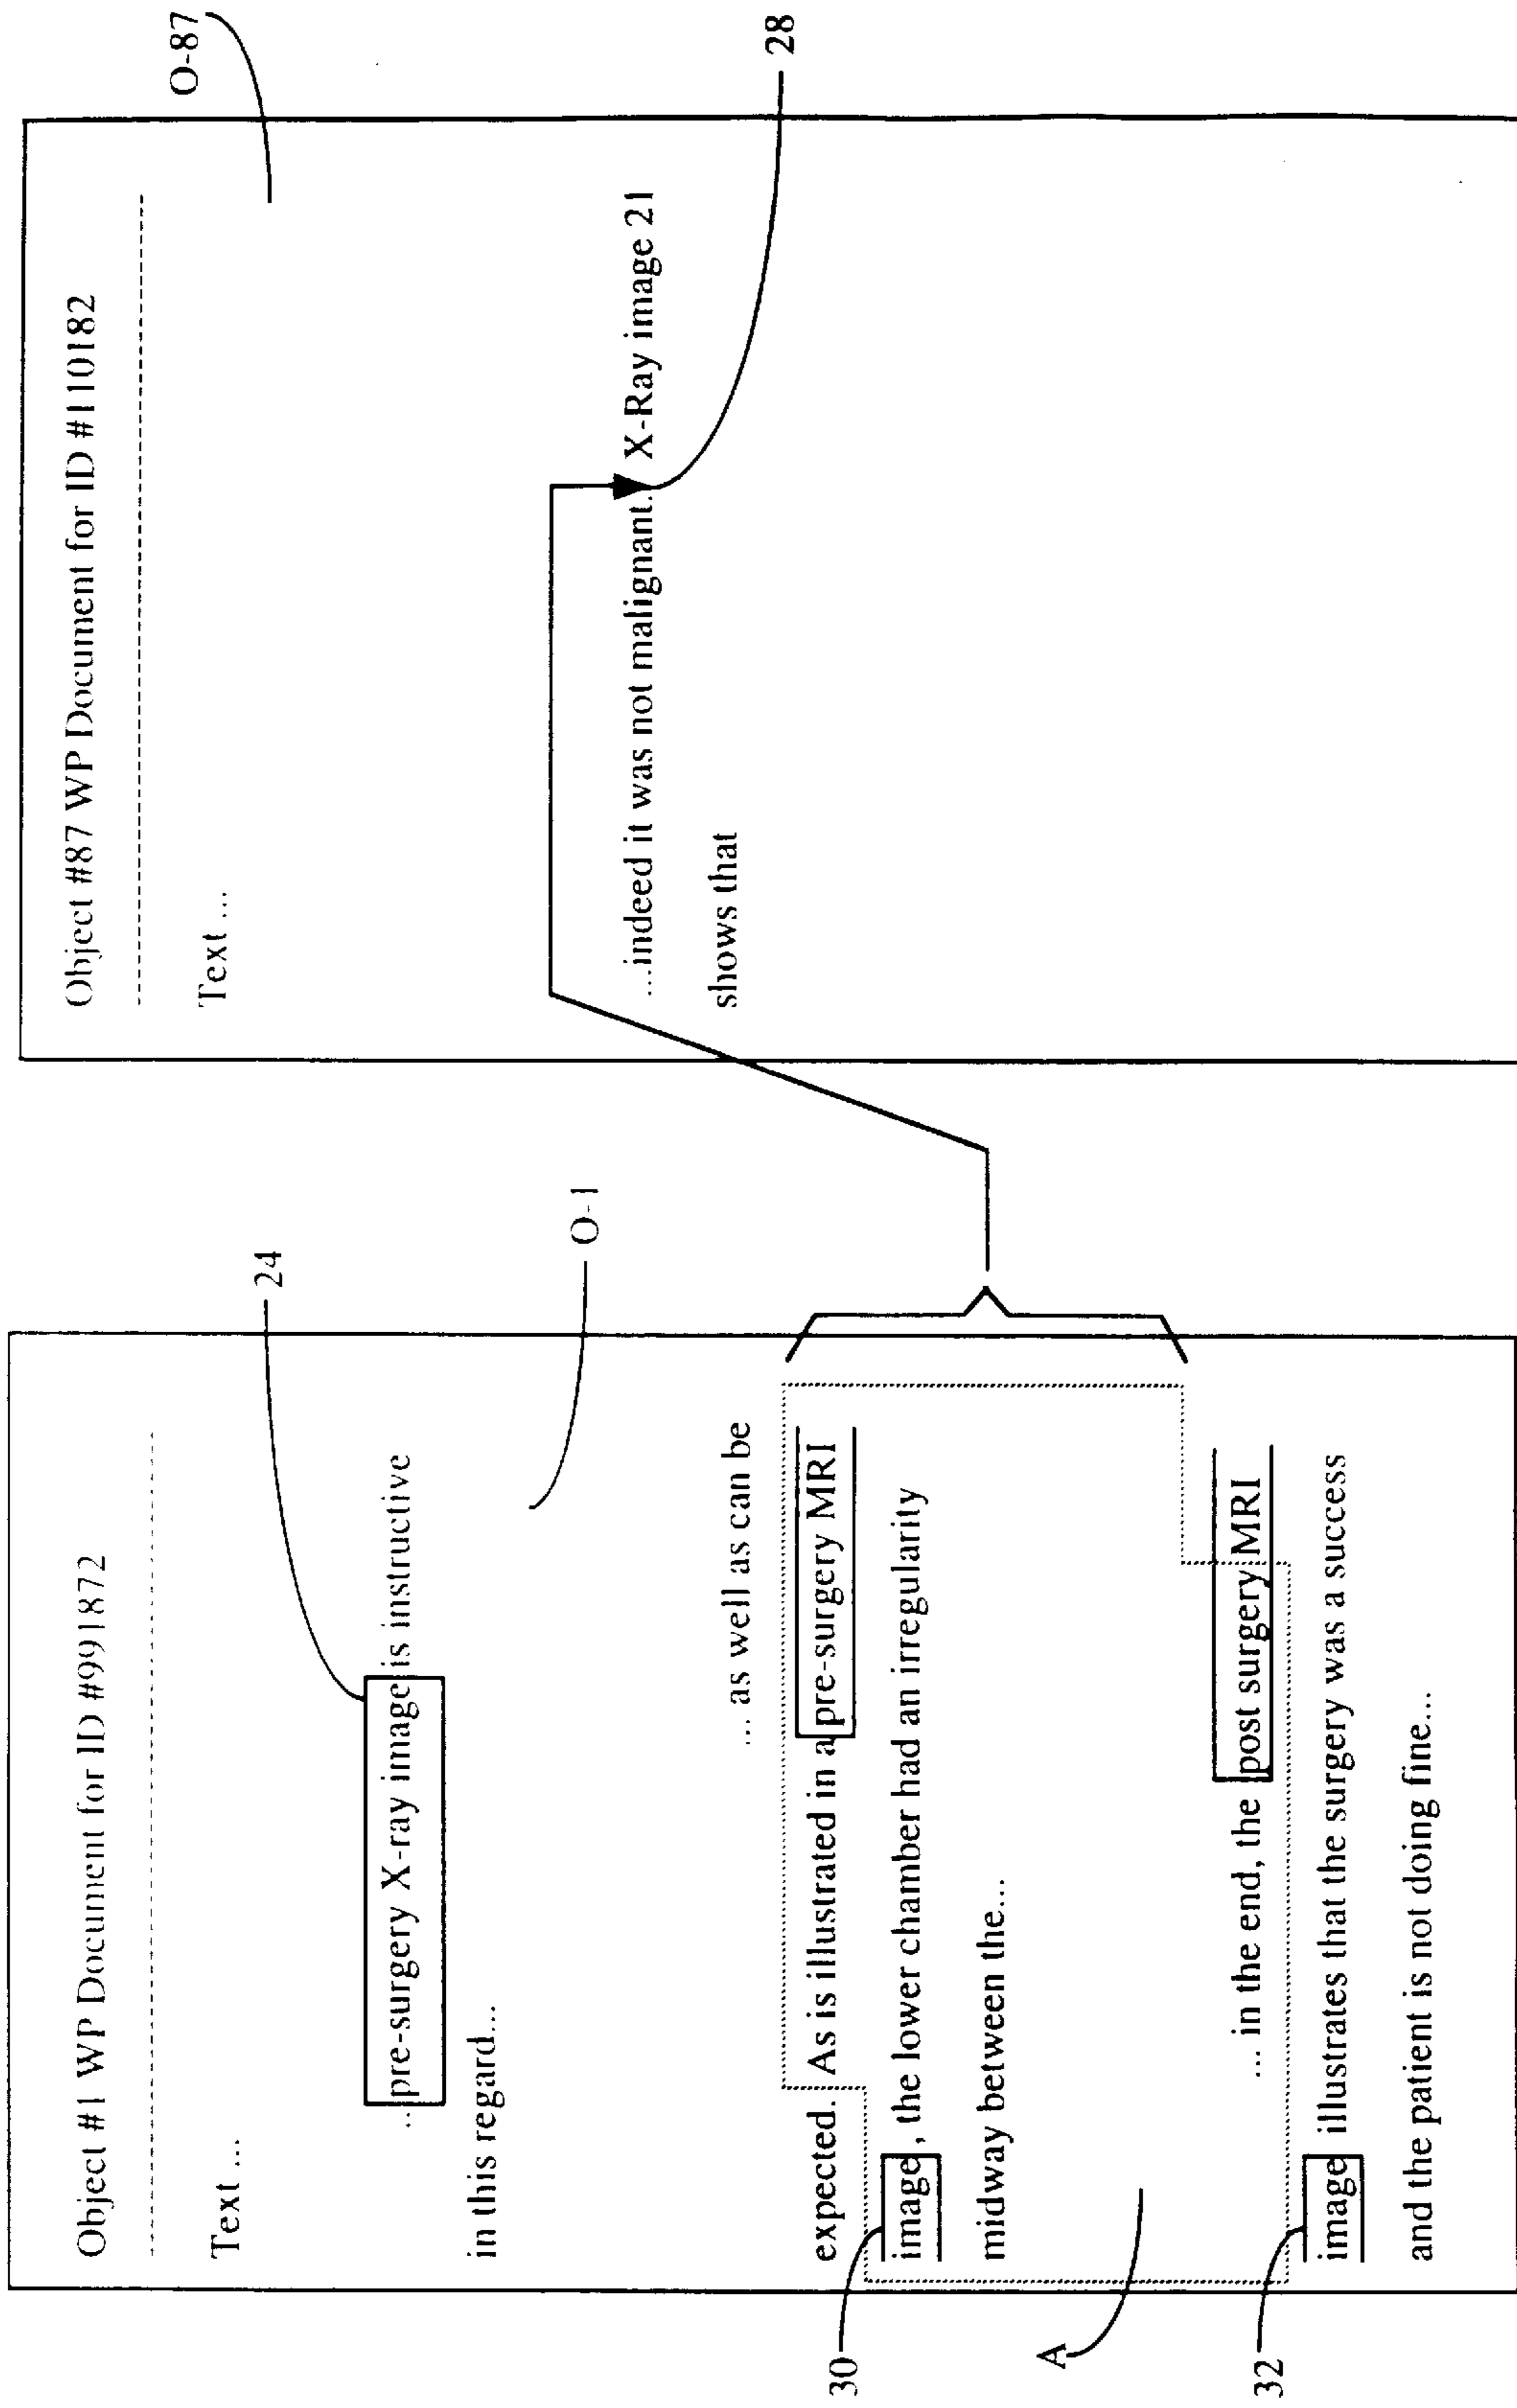 Object #1 WP Document for ID #991872
Text ...
24
...pre-surgery X-ray image is instructive
in this regard...
O-1
... as well as can be
expected. As is illustrated in a pre-surgery MRI
image, the lower chamber had an irregularity
midway between the...
30
A
... in the end, the post surgery MRI
image illustrates that the surgery was a success
and the patient is not doing fine...
32
Object #87 WP Document for ID #110182
O-87
Text ...
...indeed it was not malignant. X-Ray image 21
shows that
28